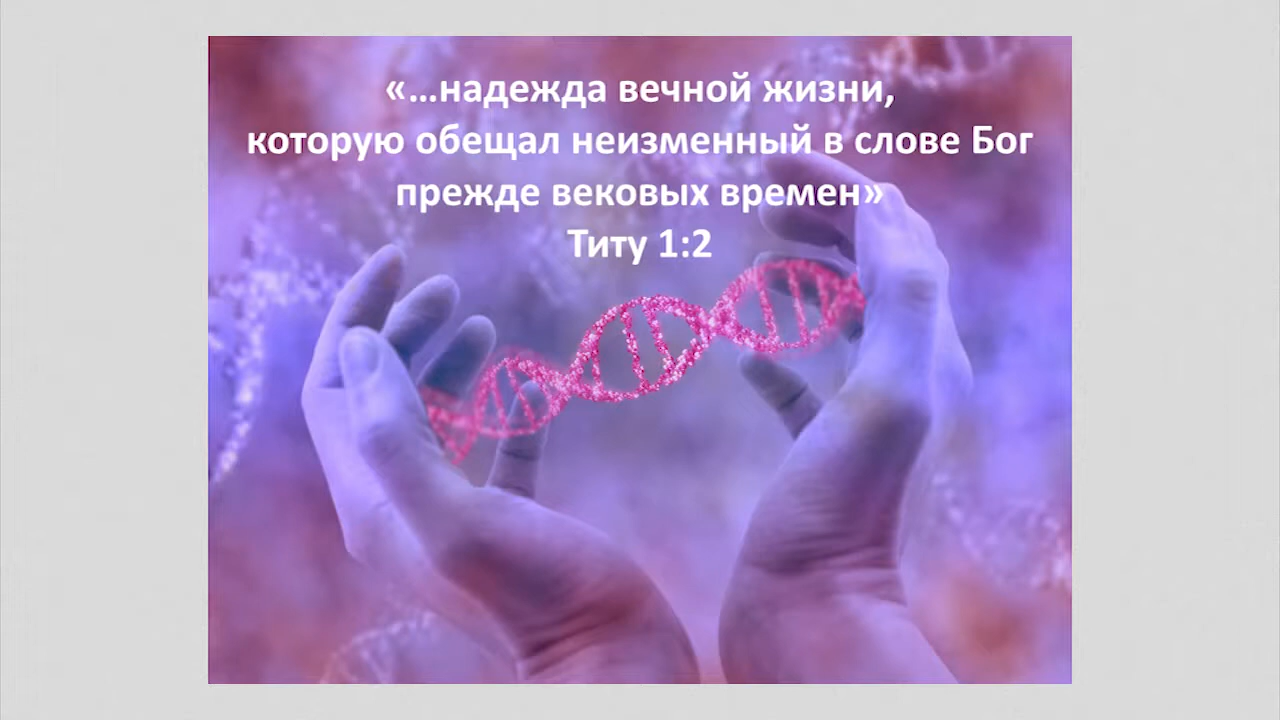 «…надежда вечной жизни,
которую обещал неизменный в слове Бог
прежде вековых времен»
Титу 1:2